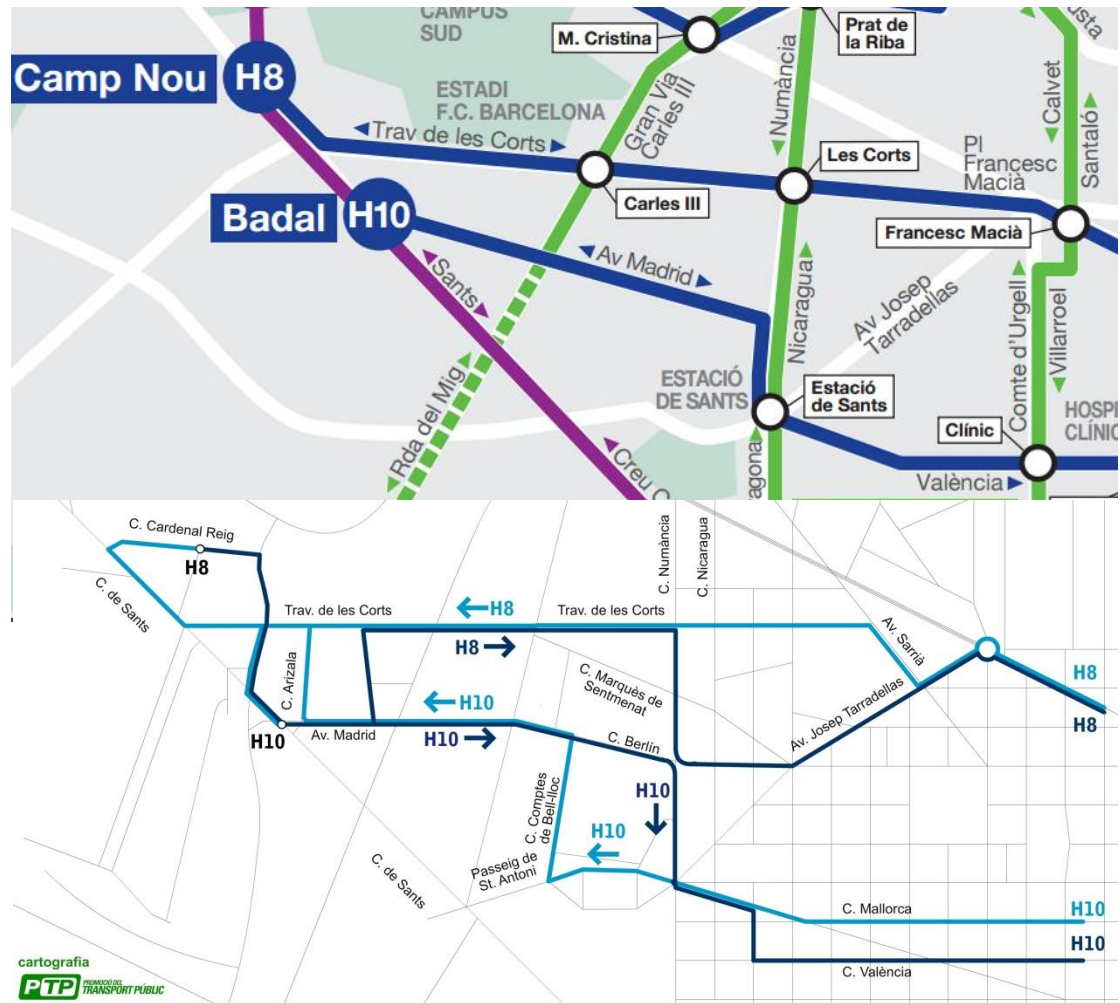 CAMPUS
SUD
Camp Nou
H8
ESTADI
F.C. BARCELONA
M. Cristina
Prat de
la Riba
Trav de les Corts
Gran Via
Carles III
Numància
Calvet
Santaló
Pl
Francesc
Macià
Les Corts
Carles III
Francesc Macià
Badal
H10
Av Madrid
Sants
Nicaragua
Av Josep
Tarradellas
Comte d'Urgell
Villarroel
ESTACIÓ
DE SANTS
Estació
de Sants
Rda del Mig
Creu C
agona
Clínic
HOSPI
CLÍNIC
València
C. Cardenal Reig
H8
C. de Sants
Trav. de les Corts
H8
Trav. de les Corts
C. Numància
C. Nicaragua
H8
C. Arizala
C. Marquès de
Sentmenat
Av. Sarrià
H8
H8
H10
H10
Av. Madrid
H10
C. Berlín
Av. Josep Tarradellas
H10
C. Comptes
de Bell-lloc
H10
Passeig de
St. Antoni
C. de Sants
C. Mallorca
H10
H10
C. València
cartografia
PTP PROMOCIÓ DEL
TRANSPORT PÚBLIC